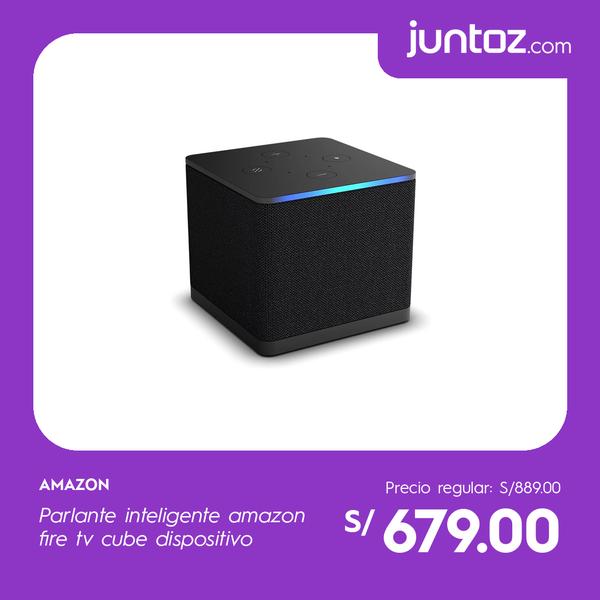 juntoz.com
AMAZON
Parlante inteligente amazon
fire tv cube dispositivo
Precio regular: S/889.00
S/ 679.00